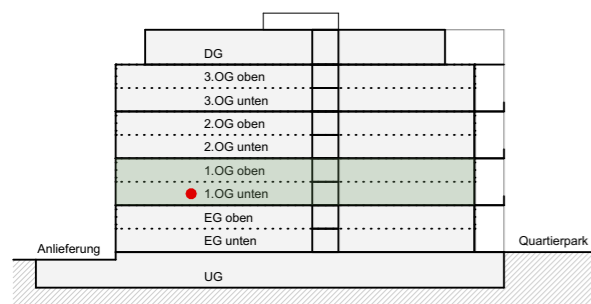 DG
3.OG oben
3.OG unten
2.OG oben
2.OG unten
1.OG oben
1.OG unten
EG oben
Anlieferung
EG unten
Quartierpark
UG